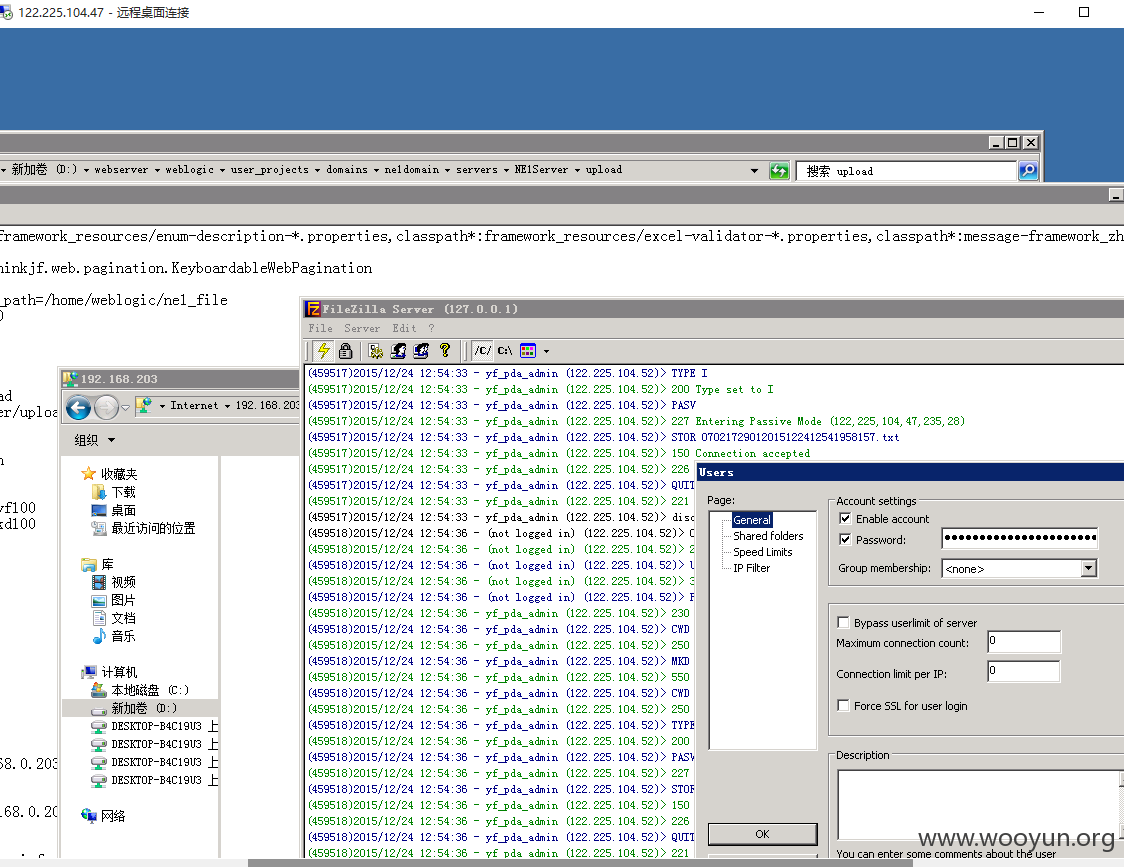 122.225.104.47 - 远程桌面连接
新加卷 (D:) webserver weblogic user_projects domains ne1domain servers NE1Server upload
搜索 upload
framework_resources/enum-description-*.properties,classpath*:framework_resources/excel-validator-*.properties,classpath*:message-framework_zh
hinkjf.web.pagination.KeyboardableWebPagination
_path=/home/weblogic/ne1_file
FileZilla Server (127.0.0.1)
File Server Edit ?
/C/ C:\
(459517)2015/12/24 12:54:33 - yf_pda_admin (122.225.104.52)> TYPE I
(459517)2015/12/24 12:54:33 - yf_pda_admin (122.225.104.52)> 200 Type set to I
(459517)2015/12/24 12:54:33 - yf_pda_admin (122.225.104.52)> PASV
(459517)2015/12/24 12:54:33 - yf_pda_admin (122.225.104.52)> 227 Entering Passive Mode (122,225,104,47,235,28)
(459517)2015/12/24 12:54:33 - yf_pda_admin (122.225.104.52)> STOR 07021729012015122412541958157.txt
(459517)2015/12/24 12:54:33 - yf_pda_admin (122.225.104.52)> 150 Connection accepted
(459517)2015/12/24 12:54:33 - yf_pda_admin (122.225.104.52)> 226
(459517)2015/12/24 12:54:33 - yf_pda_admin (122.225.104.52)> QUIT
(459517)2015/12/24 12:54:33 - yf_pda_admin (122.225.104.52)> 221
(459517)2015/12/24 12:54:33 - yf_pda_admin (122.225.104.52)> disc
(459518)2015/12/24 12:54:36 - (not logged in) (122.225.104.52)>
(459518)2015/12/24 12:54:36 - (not logged in) (122.225.104.52)> 2
(459518)2015/12/24 12:54:36 - (not logged in) (122.225.104.52)> U
(459518)2015/12/24 12:54:36 - (not logged in) (122.225.104.52)> 3
(459518)2015/12/24 12:54:36 - (not logged in) (122.225.104.52)> P
(459518)2015/12/24 12:54:36 - yf_pda_admin (122.225.104.52)> 230
(459518)2015/12/24 12:54:36 - yf_pda_admin (122.225.104.52)> CWD
(459518)2015/12/24 12:54:36 - yf_pda_admin (122.225.104.52)> 250
(459518)2015/12/24 12:54:36 - yf_pda_admin (122.225.104.52)> MKD
(459518)2015/12/24 12:54:36 - yf_pda_admin (122.225.104.52)> 550
(459518)2015/12/24 12:54:36 - yf_pda_admin (122.225.104.52)> CWD
(459518)2015/12/24 12:54:36 - yf_pda_admin (122.225.104.52)> 250
(459518)2015/12/24 12:54:36 - yf_pda_admin (122.225.104.52)> TYPE
(459518)2015/12/24 12:54:36 - yf_pda_admin (122.225.104.52)> 200
(459518)2015/12/24 12:54:36 - yf_pda_admin (122.225.104.52)> PASV
(459518)2015/12/24 12:54:36 - yf_pda_admin (122.225.104.52)> 227
(459518)2015/12/24 12:54:36 - yf_pda_admin (122.225.104.52)> STOR
(459518)2015/12/24 12:54:36 - yf_pda_admin (122.225.104.52)> 150
(459518)2015/12/24 12:54:36 - yf_pda_admin (122.225.104.52)> 226
(459518)2015/12/24 12:54:36 - yf_pda_admin (122.225.104.52)> QUIT
(459518)2015/12/24 12:54:36 - yf_pda_admin (122.225.104.52)> 221
192.168.203
Internet 192.168.203
组织
收藏夹
下载
桌面
最近访问的位置
库
视频
图片
文档
音乐
计算机
本地磁盘 (C:)
新加卷 (D:)
DESKTOP-B4C19U3 上
DESKTOP-B4C19U3 上
DESKTOP-B4C19U3 上
DESKTOP-B4C19U3 上
网络
ad
er/uploa
n
yf100
kd100
68.0.203
168.0.20
Users
Page:
General
Shared folders
Speed Limits
IP Filter
OK
Account settings
Enable account
Password:
Group membership: <none>
Bypass userlimit of server
Maximum connection count: 0
Connection limit per IP: 0
Force SSL for user login
Description
You can enter some comments about the user
www.wooyun.org